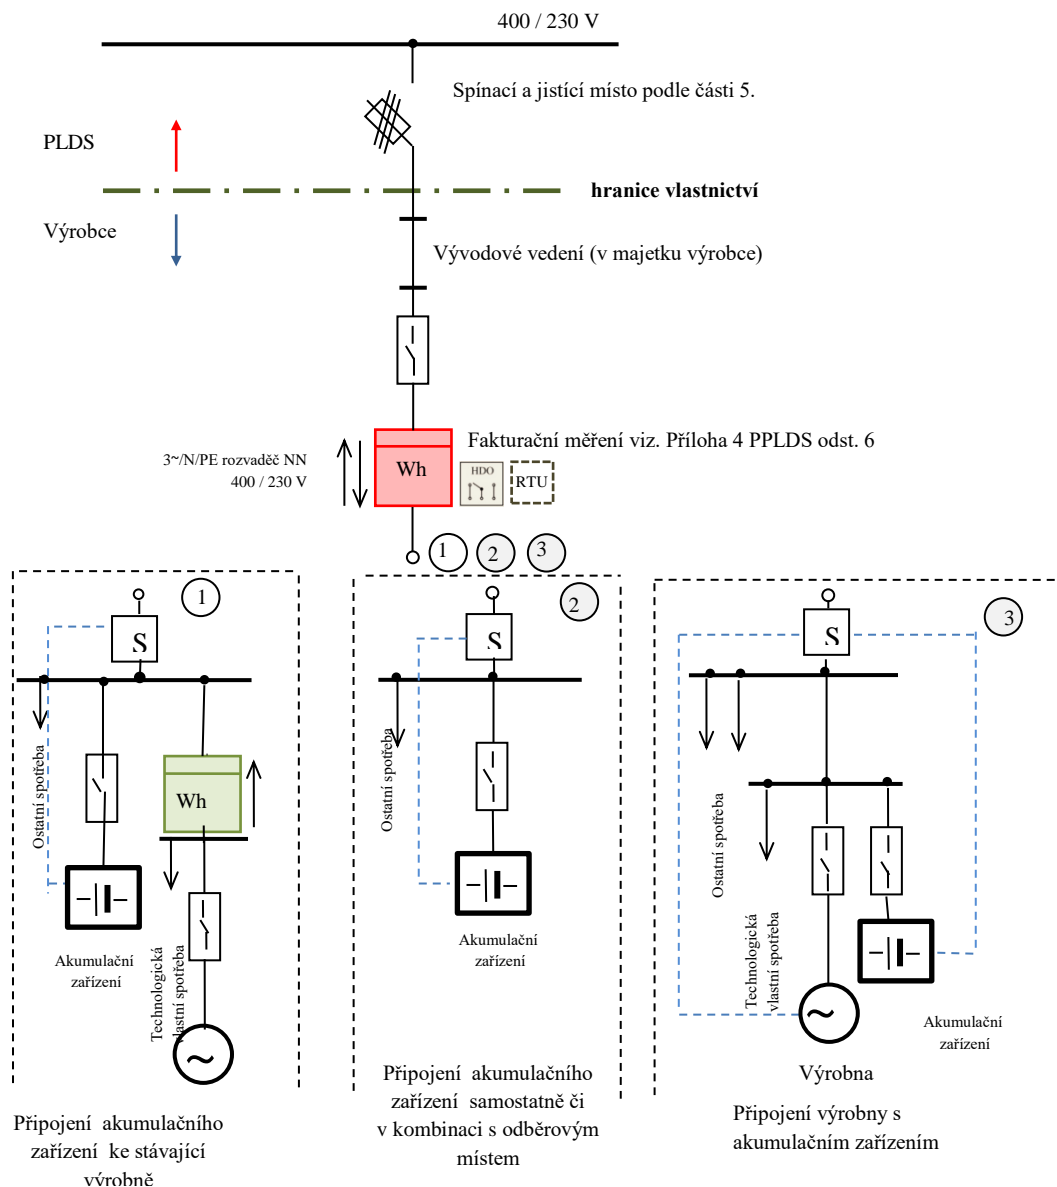 400 / 230 V
Spínací a jistící místo podle části 5.
PLDS
hranice vlastnictví
Výrobce
Vývodové vedení (v majetku výrobce)
Fakturační měření viz. Příloha 4 PPLDS odst. 6
3~/N/PE rozvaděč NN
400 / 230 V
Wh
HDO
RTU
1
2
3
1
S
Ostatní spotřeba
Wh
Akumulační
zařízení
Technologická
vlastní spotřeba
Připojení akumulačního
zařízení ke stávající
výrobně
2
S
Ostatní spotřeba
Akumulační
zařízení
Připojení akumulačního
zařízení samostatně či
v kombinaci s odběrovým
místem
3
S
Ostatní spotřeba
Technologická
vlastní spotřeba
Akumulační
zařízení
Výrobna
Připojení výrobny s
akumulačním zařízením